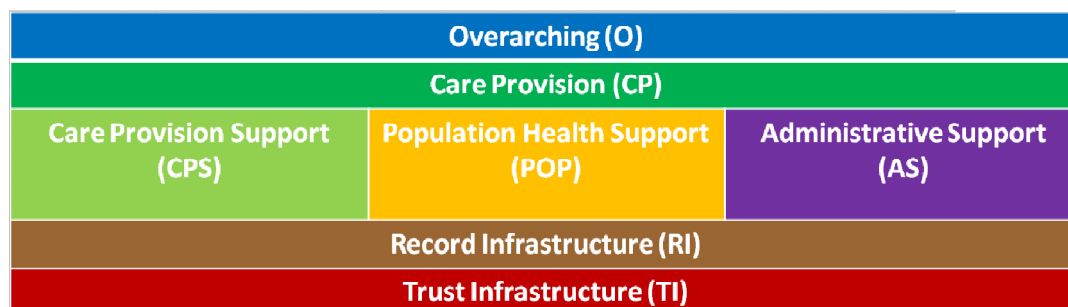 Overarching (O)
Care Provision (CP)
Care Provision Support
(CPS)
Population Health Support
(POP)
Administrative Support
(AS)
Record Infrastructure (RI)
Trust Infrastructure (TI)